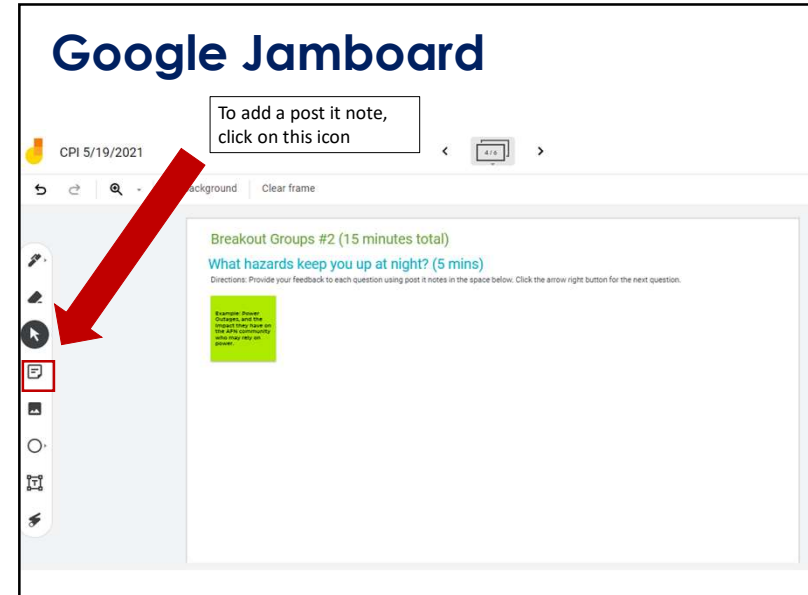 Google Jamboard
To add a post it note,
click on this icon
CPI 5/19/2021
4 / 6
ackground
Clear frame
Breakout Groups #2 (15 minutes total)
What hazards keep you up at night? (5 mins)
Directions: Provide your feedback to each question using post it notes in the space below. Click the arrow right button for the next question.
Example: Power
Outages, and the
impact they have on
the AFN community
who may rely on
power.